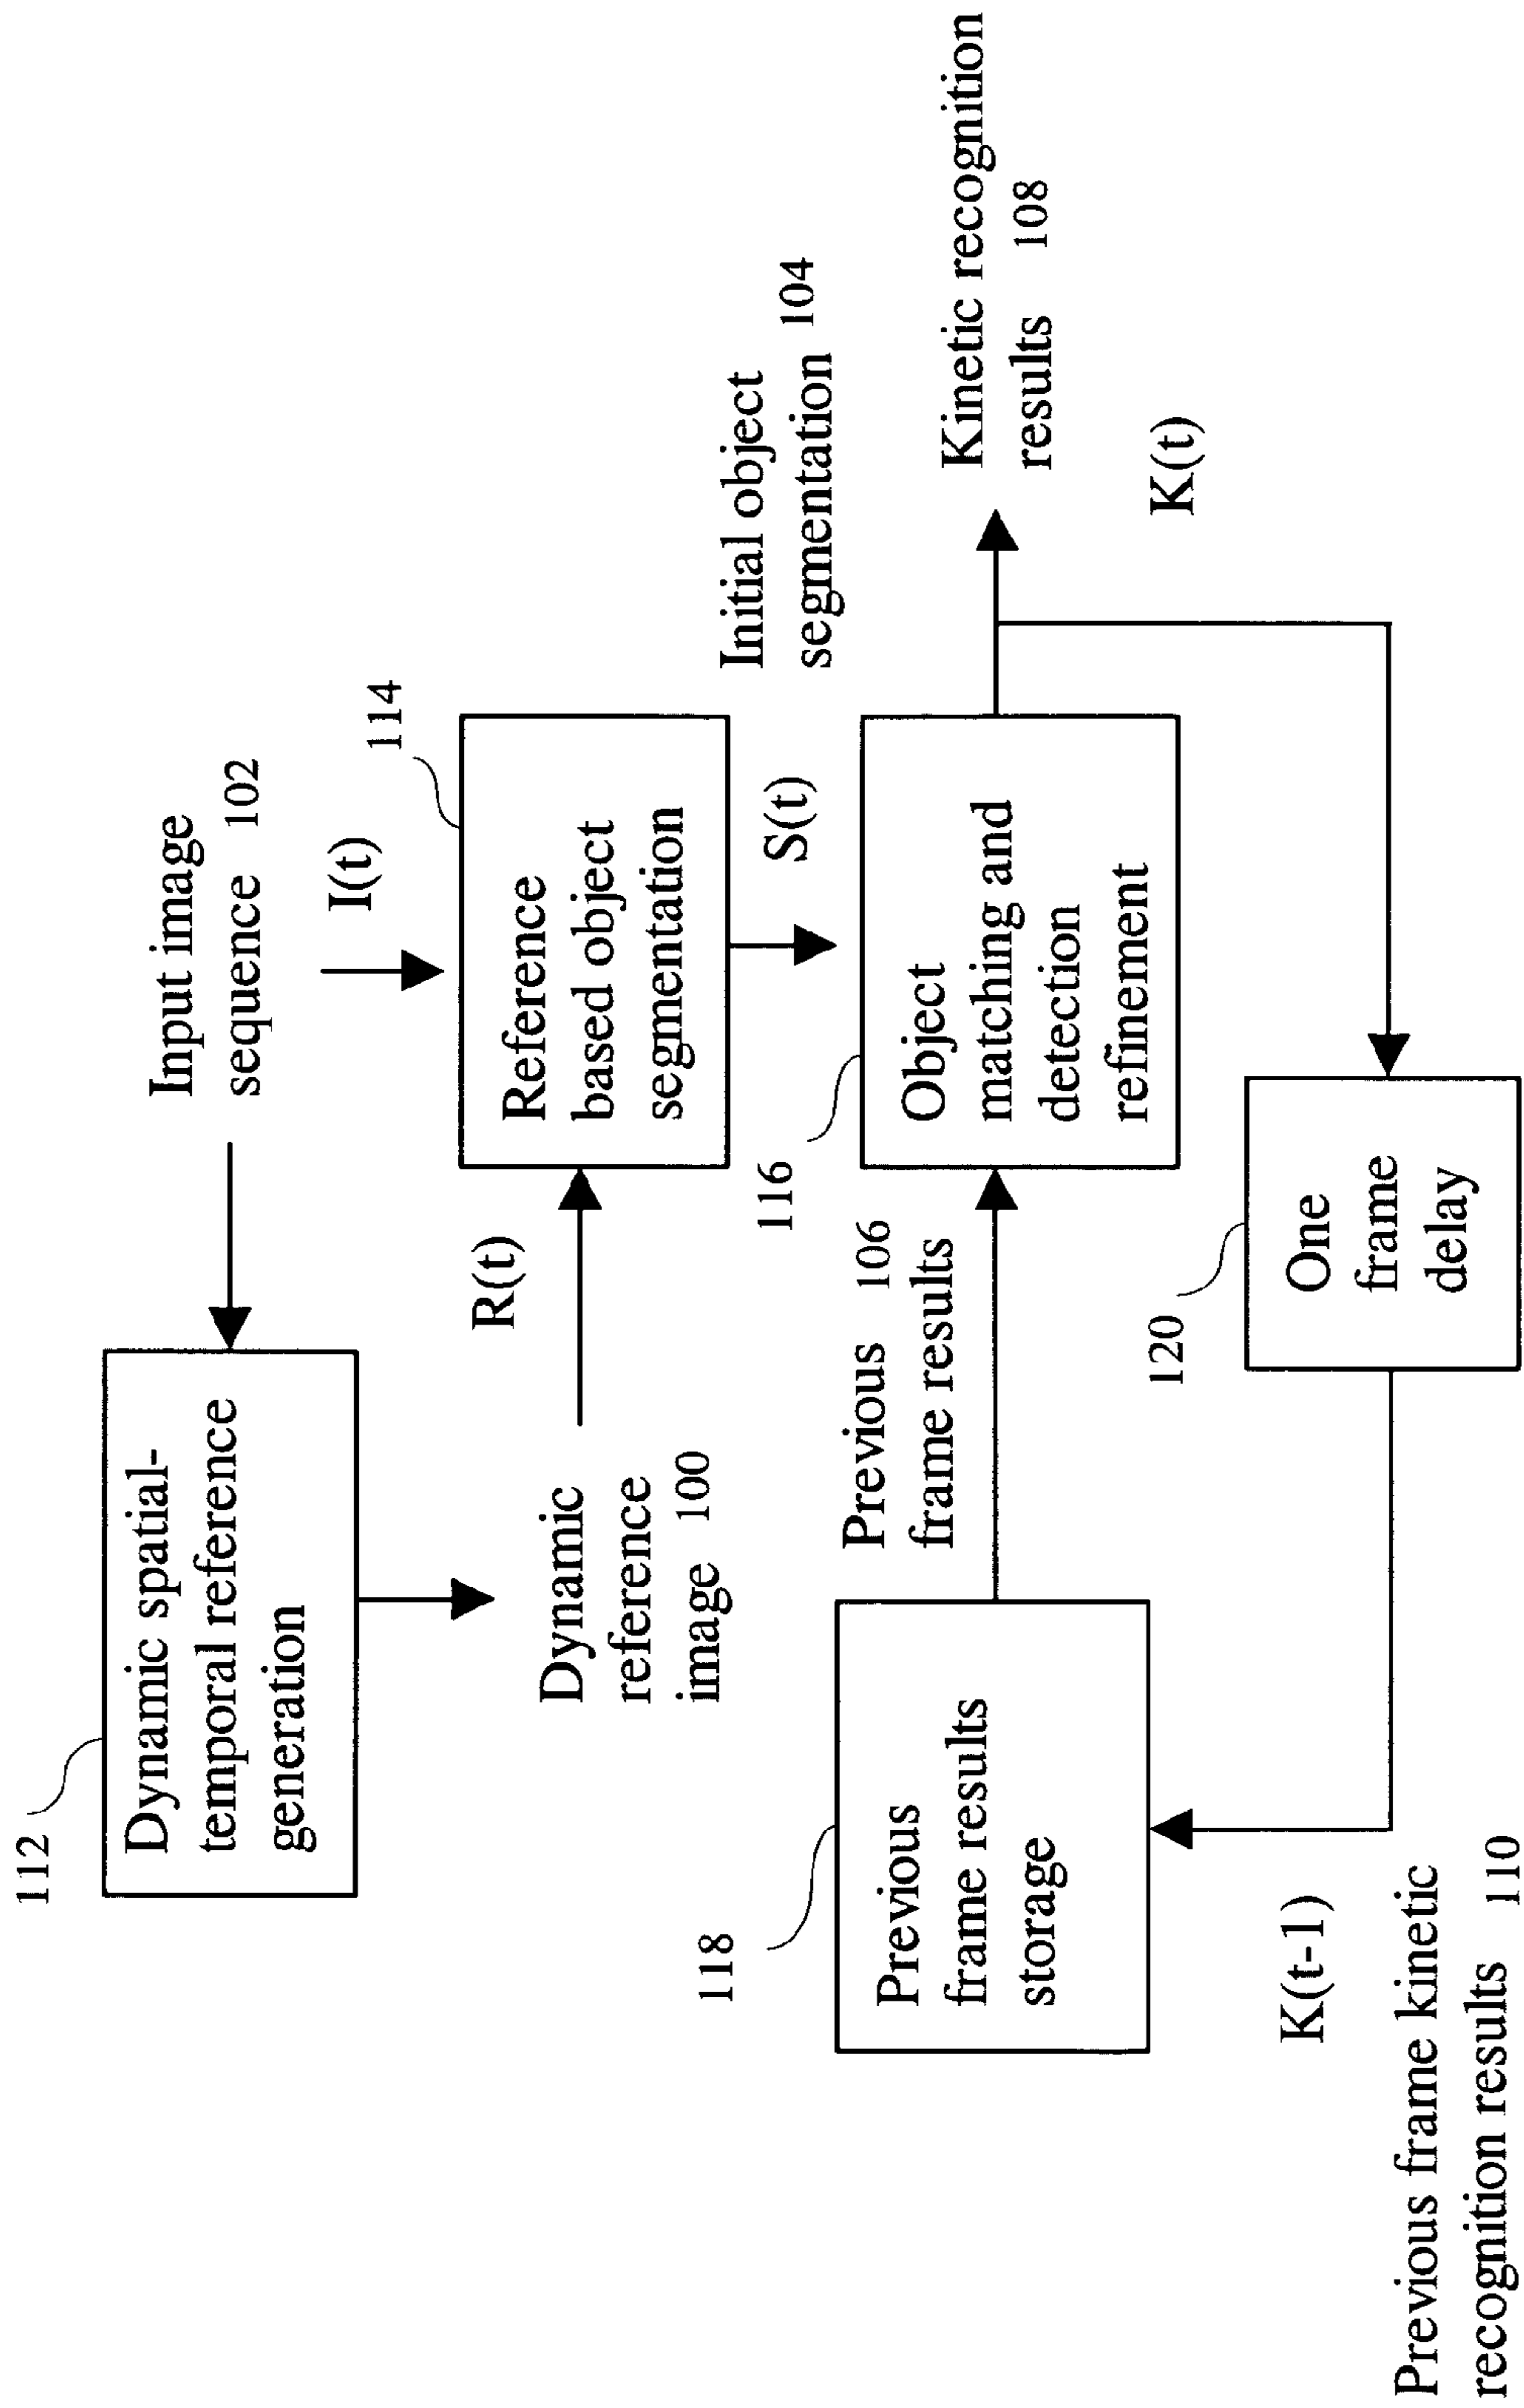 112
Dynamic spatial-
temporal reference
generation
Input image
sequence 102
I(t)
Dynamic
reference
image 100
R(t)
114
Reference
based object
segmentation
S(t)
Initial object
segmentation 104
118
Previous
frame results
storage
Previous 106
frame results
116
Object
matching and
detection
refinement
Kinetic recognition
results 108
K(t)
120
One
frame
delay
K(t-1)
Previous frame kinetic
recognition results 110